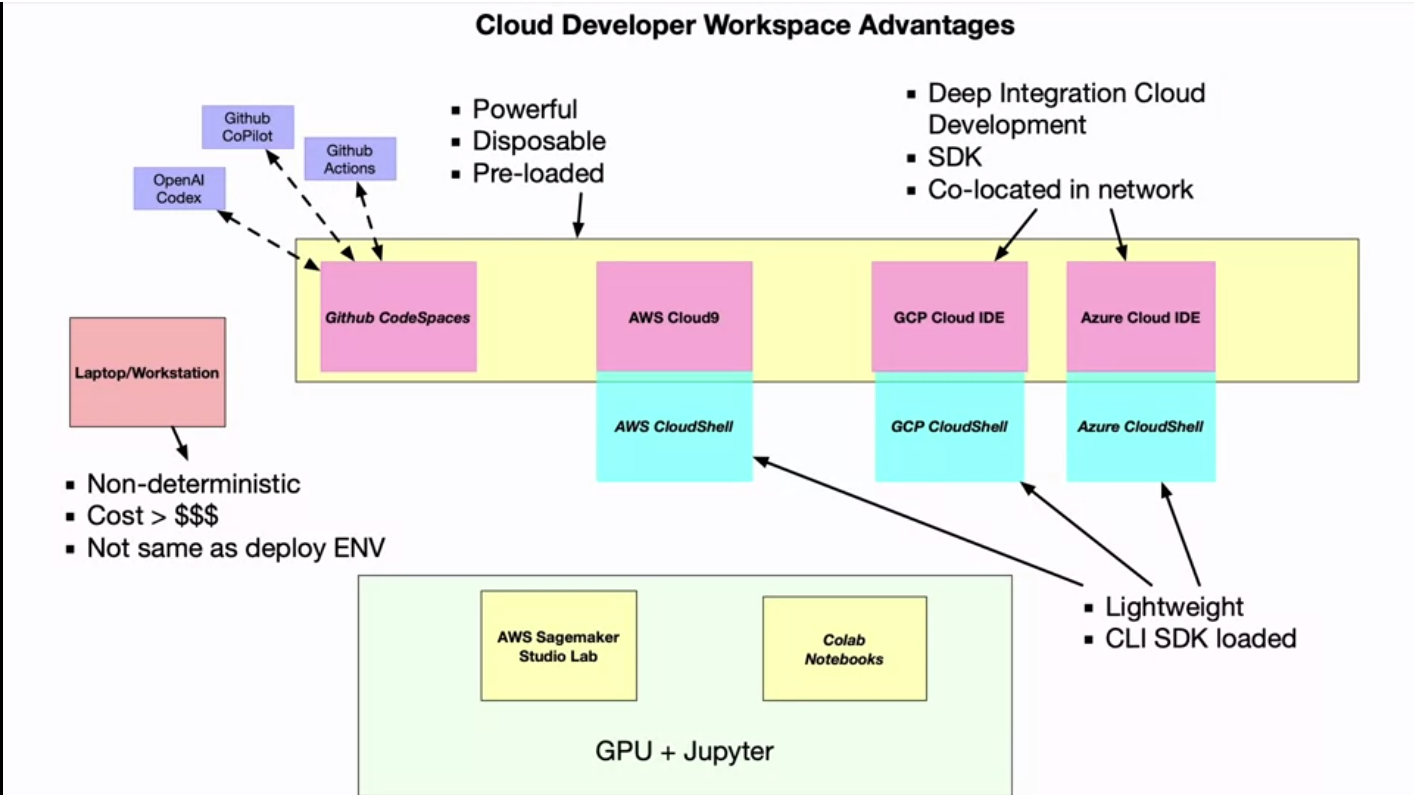 Cloud Developer Workspace Advantages
Github
CoPilot
Github
Actions
OpenAI
Codex
▪ Powerful
▪ Disposable
▪ Pre-loaded
▪ Deep Integration Cloud
Development
▪ SDK
▪ Co-located in network
Github CodeSpaces
AWS Cloud9
GCP Cloud IDE
Azure Cloud IDE
Laptop/Workstation
AWS CloudShell
GCP CloudShell
Azure CloudShell
▪ Non-deterministic
▪ Cost > $$$
▪ Not same as deploy ENV
▪ Lightweight
▪ CLI SDK loaded
AWS Sagemaker
Studio Lab
Colab
Notebooks
GPU + Jupyter